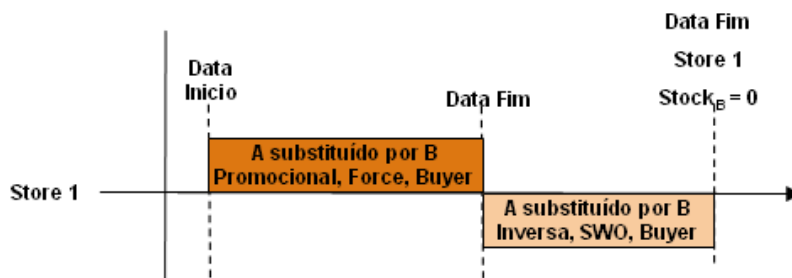 Data Fim
Store 1
Stock_B = 0
Data
Inicio
Data Fim
A substituído por B
Promocional, Force, Buyer
Store 1
A substituído por B
Inversa, SWO, Buyer